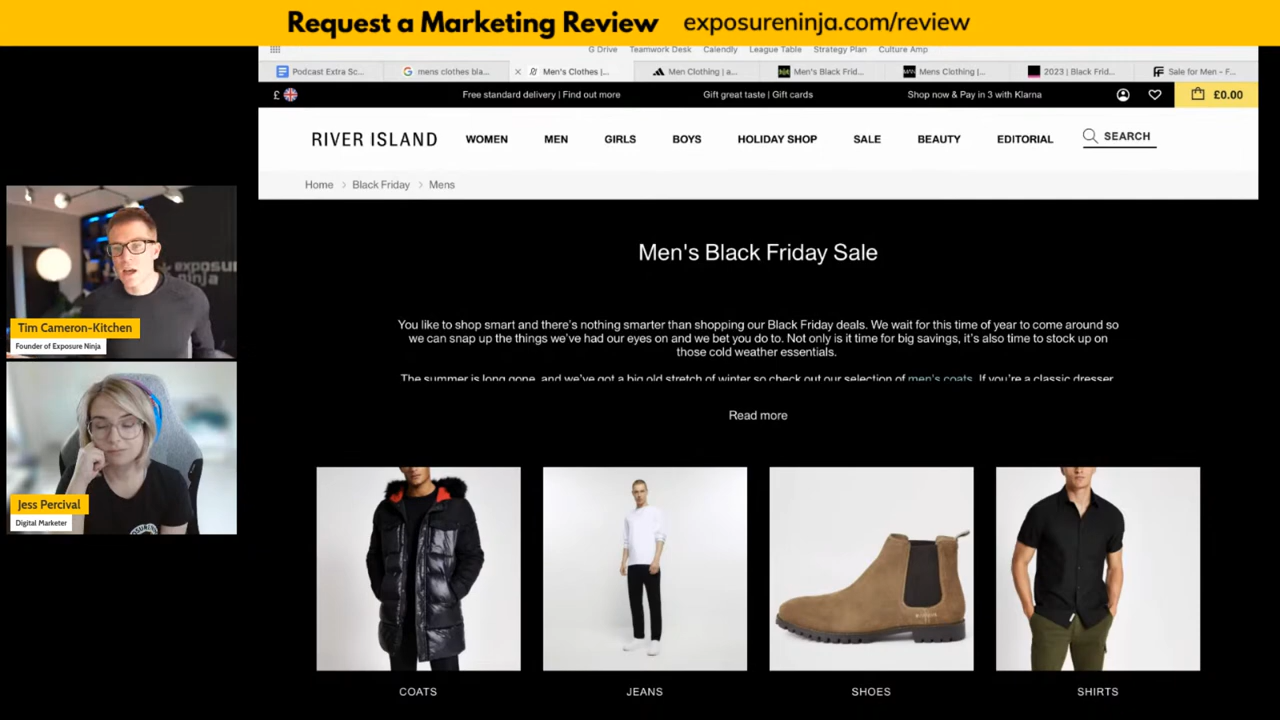 Request a Marketing Review exposureninja.com/review
G Drive Teamwork Desk Calendly League Table Strategy Plan Culture Amp
Podcast Extra Sc... mens clothes bla... Men's Clothes |... Men Clothing | a... Men's Black Frid... Mens Clothing |... 2023 | Black Frid... Sale for Men - F...
£ Free standard delivery | Find out more Gift great taste | Gift cards Shop now & Pay in 3 with Klarna £0.00
RIVER ISLAND WOMEN MEN GIRLS BOYS HOLIDAY SHOP SALE BEAUTY EDITORIAL SEARCH
Home > Black Friday > Mens
Men's Black Friday Sale
You like to shop smart and there's nothing smarter than shopping our Black Friday deals. We wait for this time of year to come around so
we can snap up the things we've had our eyes on and we bet you do to. Not only is it time for big savings, it's also time to stock up on
those cold weather essentials.
The summer is long gone, and we've got a big old stretch of winter so check out our selection of men's coats. If you're a classic dresser
Read more
COATS JEANS SHOES SHIRTS
exposure
ninja
Tim Cameron-Kitchen
Founder of Exposure Ninja
Jess Percival
Digital Marketer